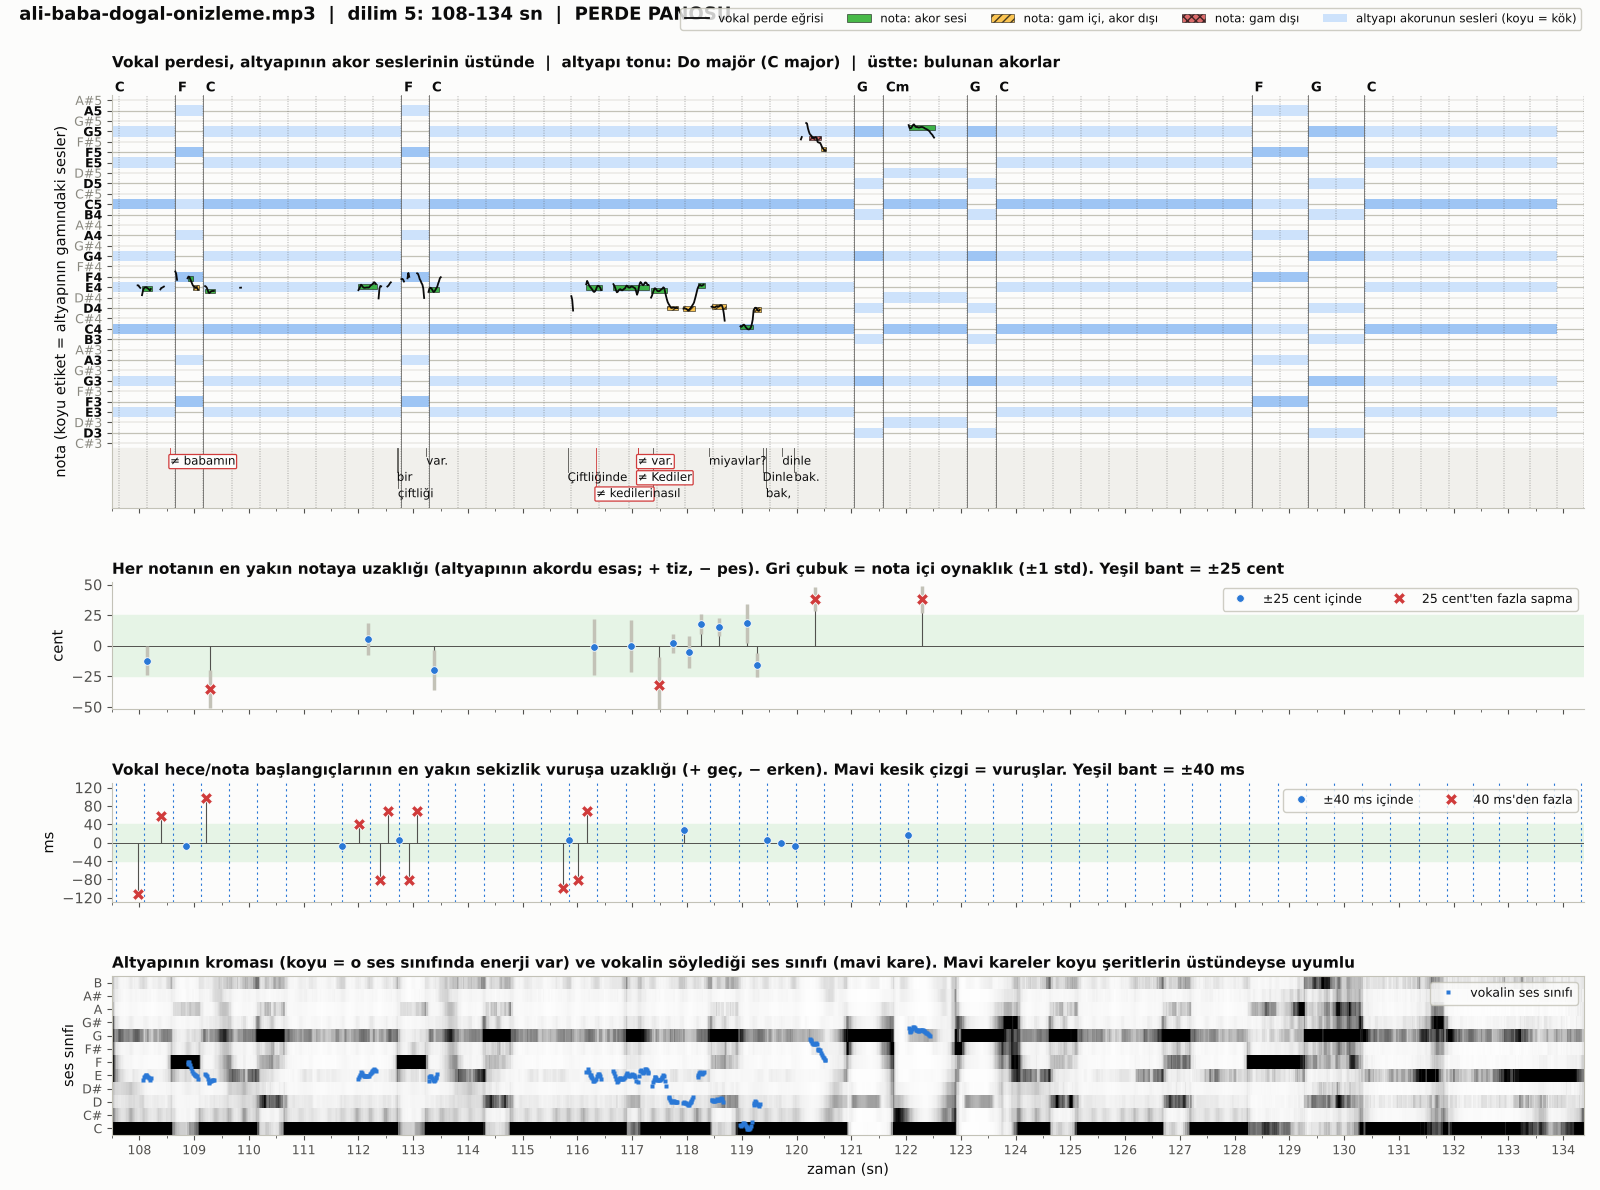 ali-baba-dogal-onizleme.mp3 | dilim 5: 108-134 sn | PERDE PANOSU
vokal perde eğrisi
nota: akor sesi
nota: gam içi, akor dışı
nota: gam dışı
altyapı akorunun sesleri (koyu = kök)
Vokal perdesi, altyapının akor seslerinin üstünde | altyapı tonu: Do majör (C major) | üstte: bulunan akorlar
C F C F C G Cm G C F G C
nota (koyu etiket = altyapının gamındaki sesler)
A#5
A5
G#5
G5
F#5
F5
E5
D#5
D5
C#5
C5
B4
A#4
A4
G#4
G4
F#4
F4
E4
D#4
D4
C#4
C4
B3
A#3
A3
G#3
G3
F#3
F3
E3
D#3
D3
C#3
≠ babamın var. ≠ var. miyavlar? dinle
bir Çiftliğinde ≠ Kediler Dinle bak.
çiftliği ≠ kedileri nasıl bak,
Her notanın en yakın notaya uzaklığı (altyapının akordu esas; + tiz, − pes). Gri çubuk = nota içi oynaklık (±1 std). Yeşil bant = ±25 cent
±25 cent içinde
25 cent'ten fazla sapma
cent
50
25
0
−25
−50
Vokal hece/nota başlangıçlarının en yakın sekizlik vuruşa uzaklığı (+ geç, − erken). Mavi kesik çizgi = vuruşlar. Yeşil bant = ±40 ms
±40 ms içinde
40 ms'den fazla
ms
120
80
40
0
−40
−80
−120
Altyapının kroması (koyu = o ses sınıfında enerji var) ve vokalin söylediği ses sınıfı (mavi kare). Mavi kareler koyu şeritlerin üstündeyse uyumlu
vokalin ses sınıfı
ses sınıfı
B
A#
A
G#
G
F#
F
E
D#
D
C#
C
108 109 110 111 112 113 114 115 116 117 118 119 120 121 122 123 124 125 126 127 128 129 130 131 132 133 134
zaman (sn)